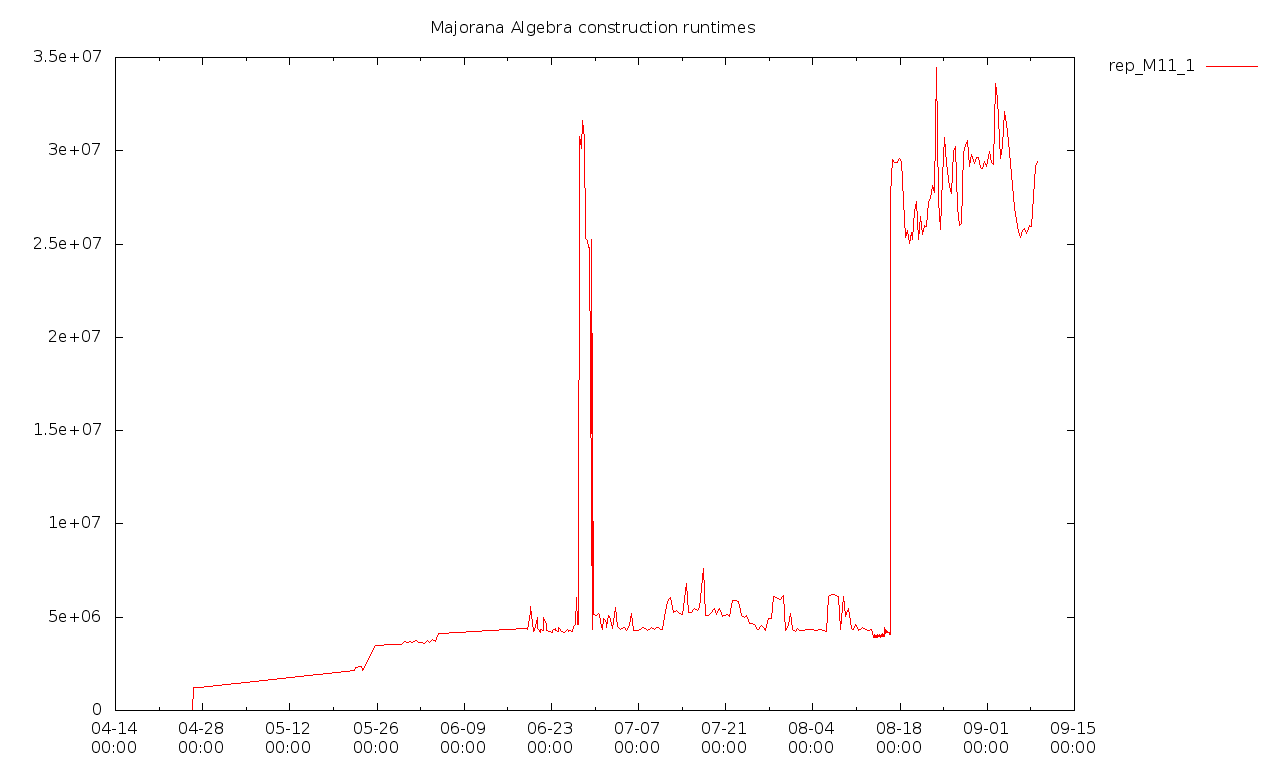 Majorana Algebra construction runtimes
rep_M11_1
3.5e+07
3e+07
2.5e+07
2e+07
1.5e+07
1e+07
5e+06
0
04-14 04-28 05-12 05-26 06-09 06-23 07-07 07-21 08-04 08-18 09-01 09-15
00:00 00:00 00:00 00:00 00:00 00:00 00:00 00:00 00:00 00:00 00:00 00:00